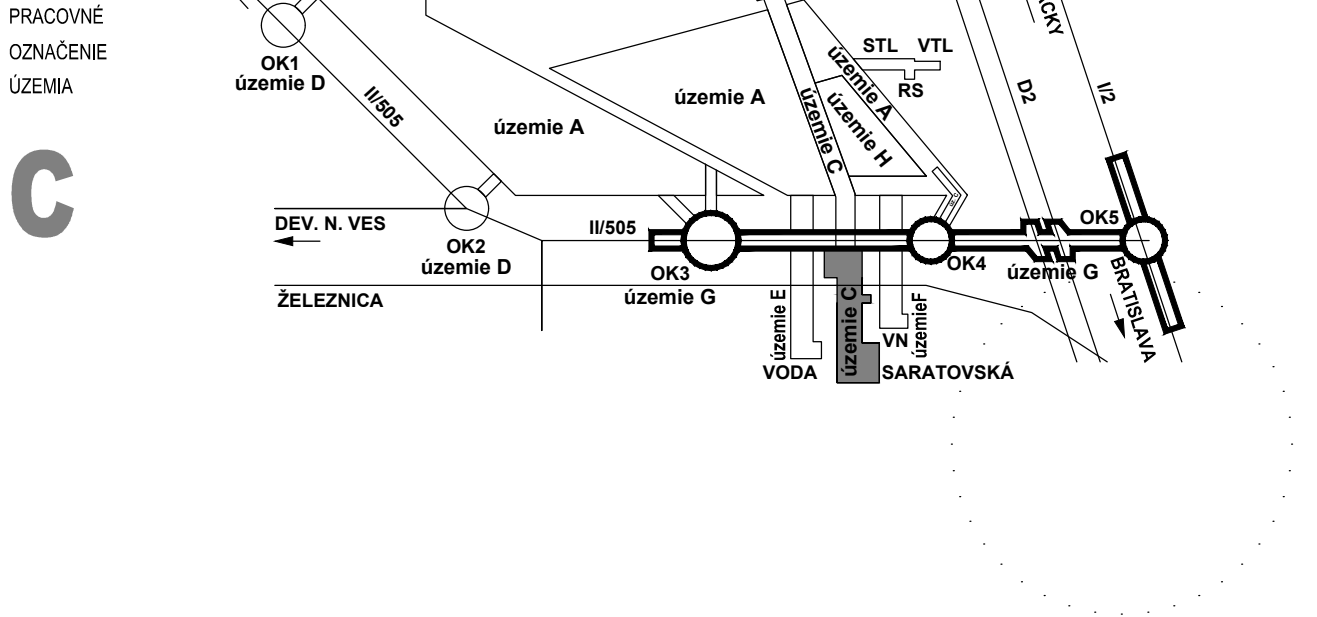 PRACOVNÉ
OZNAČENIE
ÚZEMIA
C
OK1
územie D
II/505
územie A
územie A
územie C
územie H
územie A
STL VTL
RS
D2
I/2
DEV. N. VES
OK2
územie D
II/505
OK3
územie G
OK4
OK5
územie G
BRATISLAVA
ŽELEZNICA
územie E
VODA
územie C
VN
územieF
SARATOVSKÁ